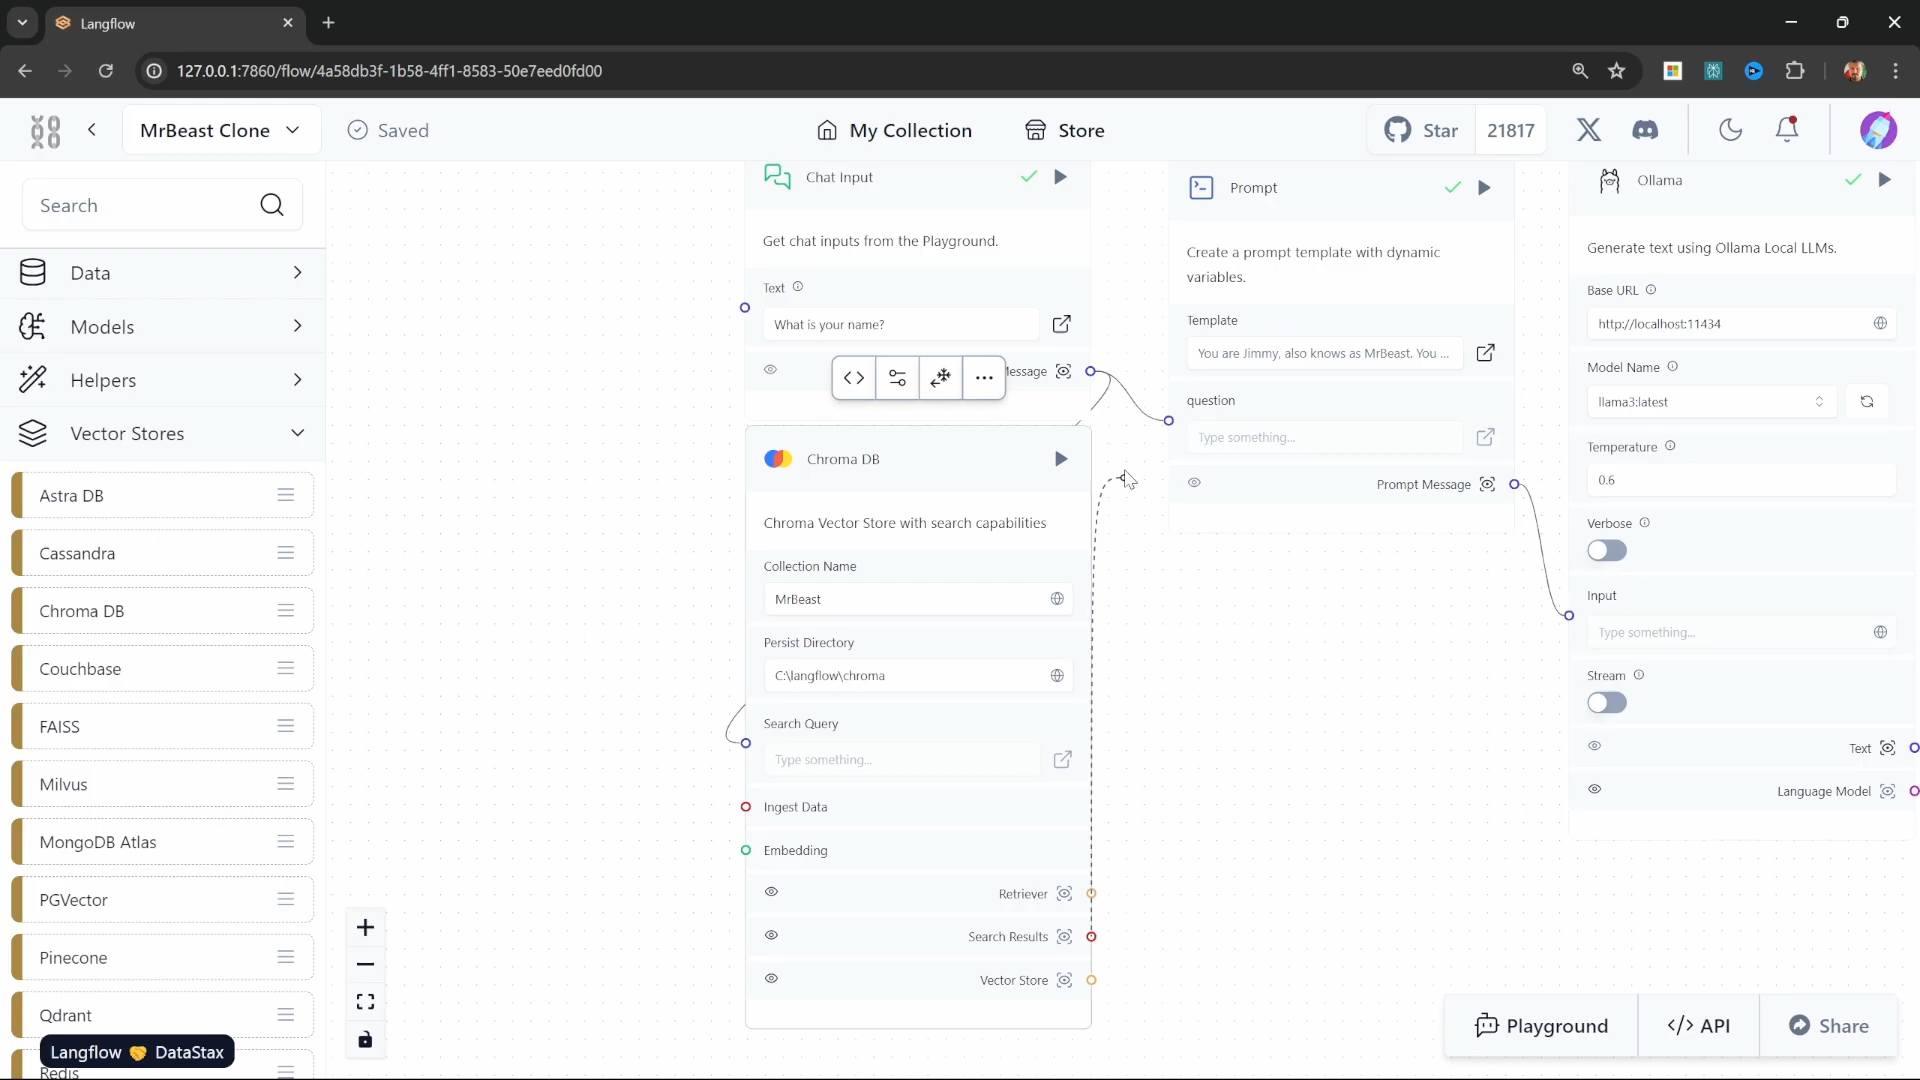 Langflow
127.0.0.1:7860/flow/4a58db3f-1b58-4ff1-8583-50e7eed0fd00
MrBeast Clone
Saved
My Collection
Store
Star
21817
Search
Data
Models
Helpers
Vector Stores
Astra DB
Cassandra
Chroma DB
Couchbase
FAISS
Milvus
MongoDB Atlas
PGVector
Pinecone
Qdrant
Redis
Langflow 🤝 DataStax
Chat Input
Get chat inputs from the Playground.
Text
What is your name?
Message
Chroma DB
Chroma Vector Store with search capabilities
Collection Name
MrBeast
Persist Directory
C:\langflow\chroma
Search Query
Type something...
Ingest Data
Embedding
Retriever
Search Results
Vector Store
Prompt
Create a prompt template with dynamic
variables.
Template
You are Jimmy, also knows as MrBeast. You ...
question
Type something...
Prompt Message
Ollama
Generate text using Ollama Local LLMs.
Base URL
http://localhost:11434
Model Name
llama3:latest
Temperature
0.6
Verbose
Input
Type something...
Stream
Text
Language Model
Playground
</> API
Share